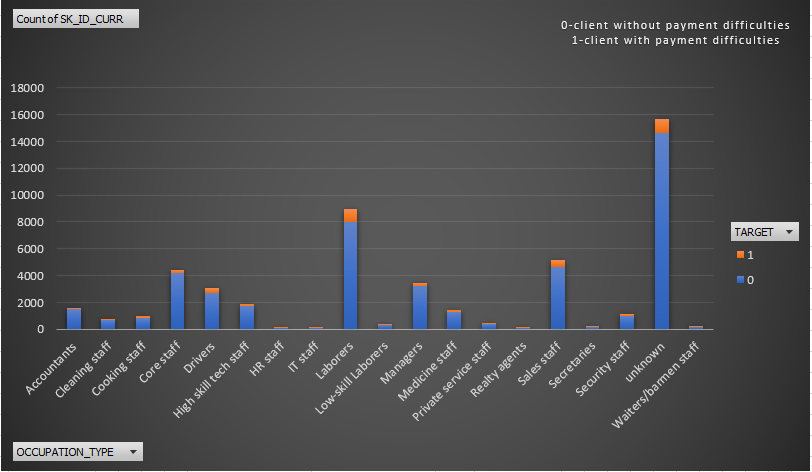 Count of SK_ID_CURR
0-client without payment difficulties
1-client with payment difficulties
18000
16000
14000
12000
10000
8000
6000
4000
2000
0
Accountants
Cleaning staff
Cooking staff
Core staff
Drivers
High skill tech staff
HR staff
IT staff
Laborers
Low-skill Laborers
Managers
Medicine staff
Private service staff
Realty agents
Sales staff
Secretaries
Security staff
unknown
Waiters/barmen staff
TARGET
1
0
OCCUPATION_TYPE